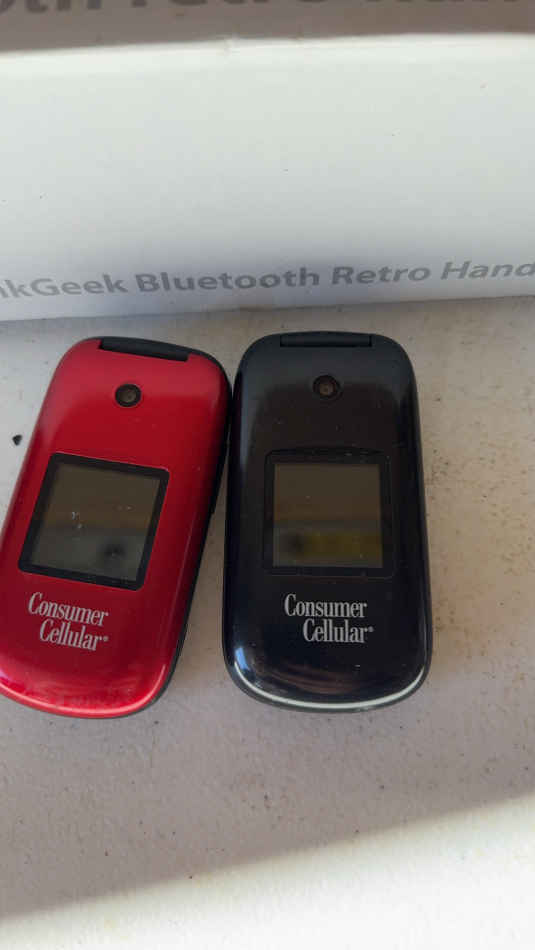 nkGeek Bluetooth Retro Hand
Consumer
Cellular®
Consumer
Cellular®